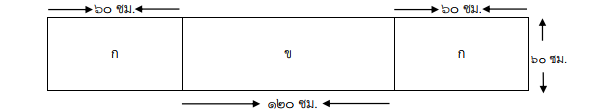 ๖๐ ซม. ๖๐ ซม.
ก ข ก ๖๐ ซม.
๑๒๐ ซม.